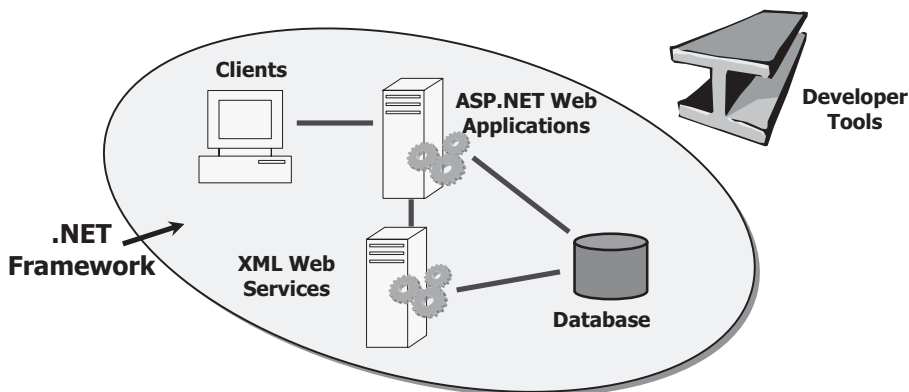 Clients
ASP.NET Web
Applications
Developer
Tools
.NET
Framework
XML Web
Services
Database